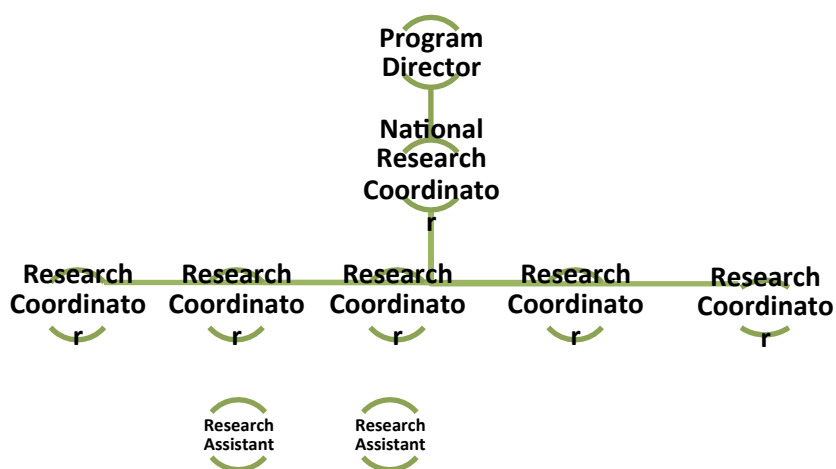 Program
Director
National
Research
Coordinato
r
Research
Coordinato
r
Research
Coordinato
r
Research
Coordinato
r
Research
Coordinato
r
Research
Coordinato
r
Research
Assistant
Research
Assistant